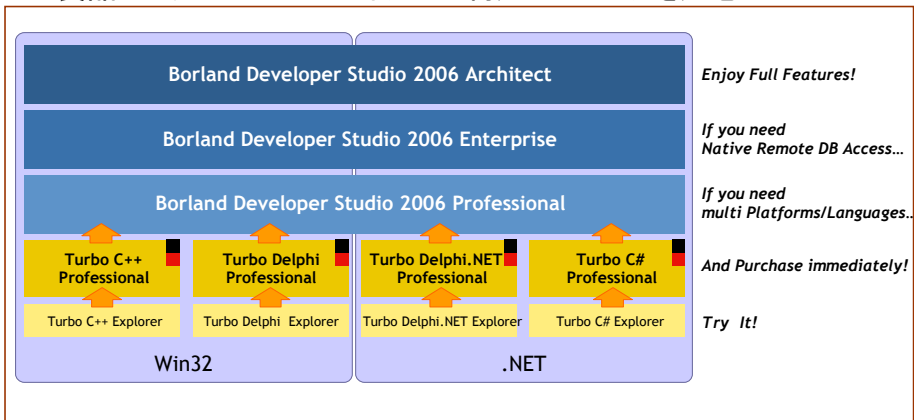 Borland Developer Studio 2006 Architect
Enjoy Full Features!
Borland Developer Studio 2006 Enterprise
If you need
Native Remote DB Access…
Borland Developer Studio 2006 Professional
If you need
multi Platforms/Languages…
Turbo C++
Professional
Turbo Delphi
Professional
Turbo Delphi.NET
Professional
Turbo C#
Professional
And Purchase immediately!
Turbo C++ Explorer
Turbo Delphi Explorer
Turbo Delphi.NET Explorer
Turbo C# Explorer
Try It!
Win32
.NET